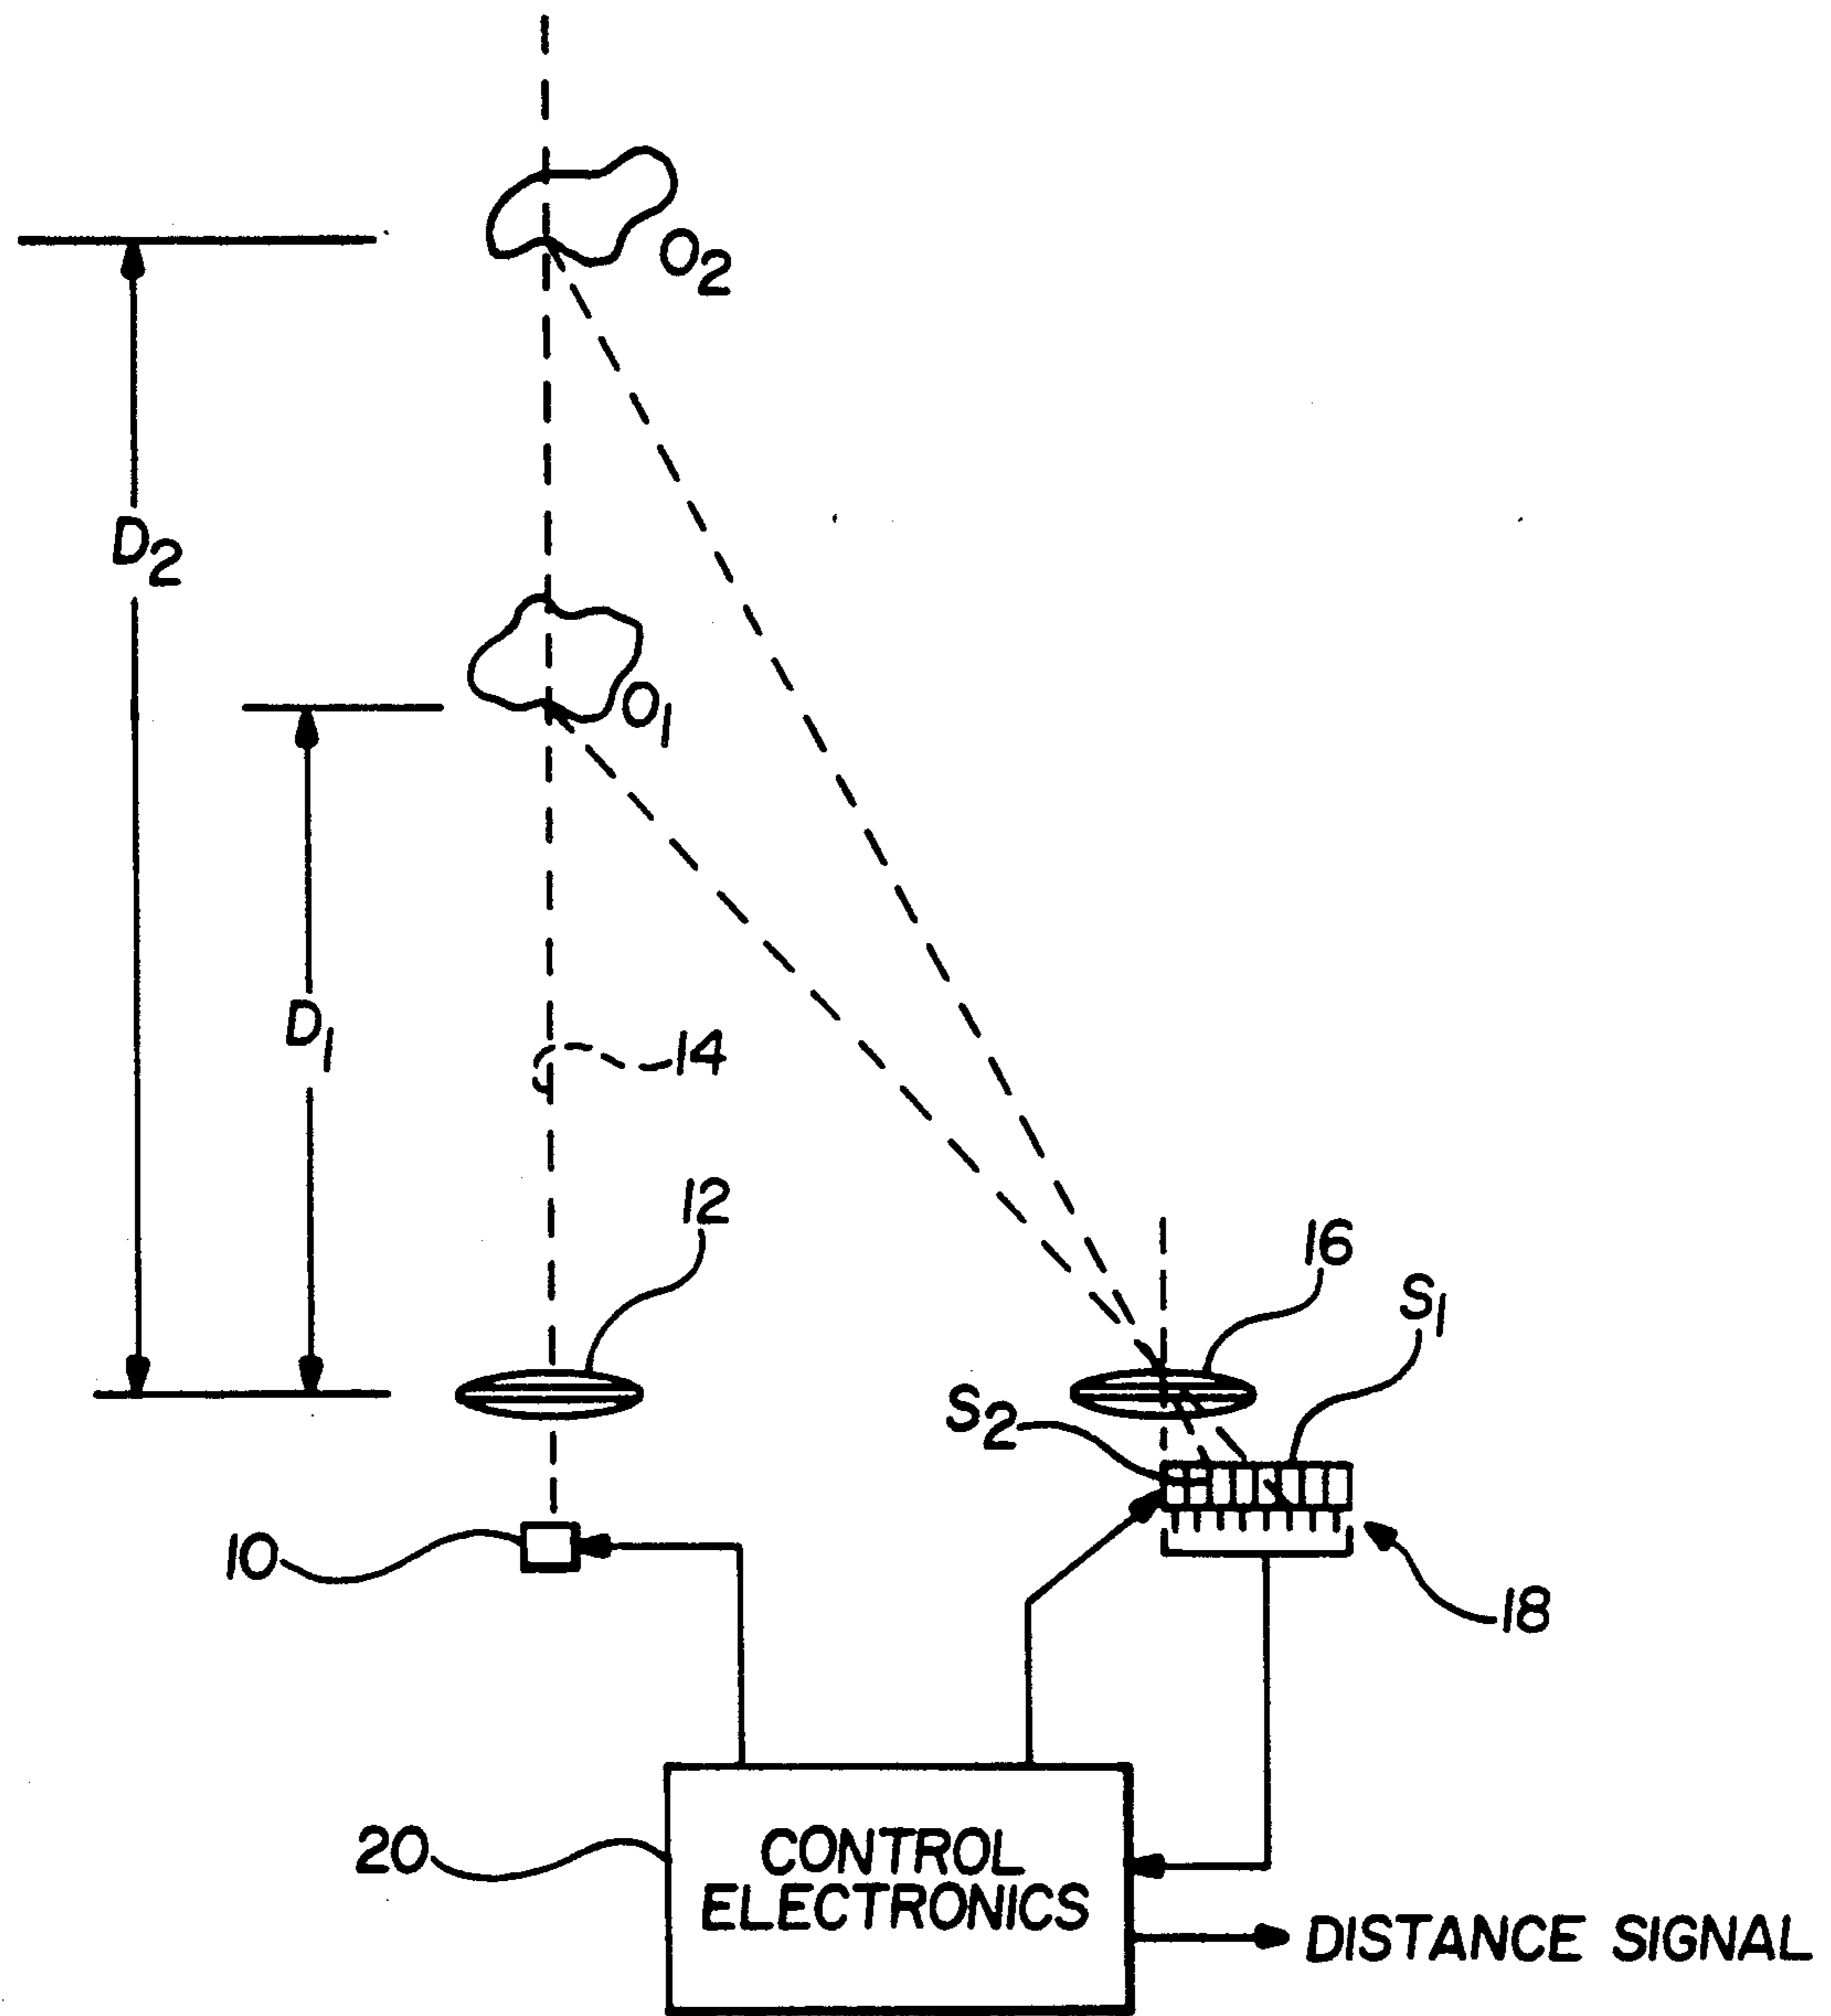 O2
D2
O1
D1
14
12
16
S1
S2
10
18
20
CONTROL
ELECTRONICS
DISTANCE SIGNAL